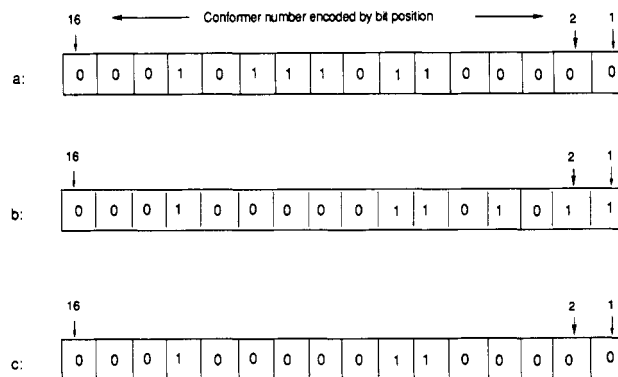 Conformer number encoded by bit position
16 2 1
a: 0 0 0 1 0 1 1 1 0 1 1 0 0 0 0 0
16 2 1
b: 0 0 0 1 0 0 0 0 0 1 1 0 1 0 1 1
16 2 1
c: 0 0 0 1 0 0 0 0 0 1 1 0 0 0 0 0